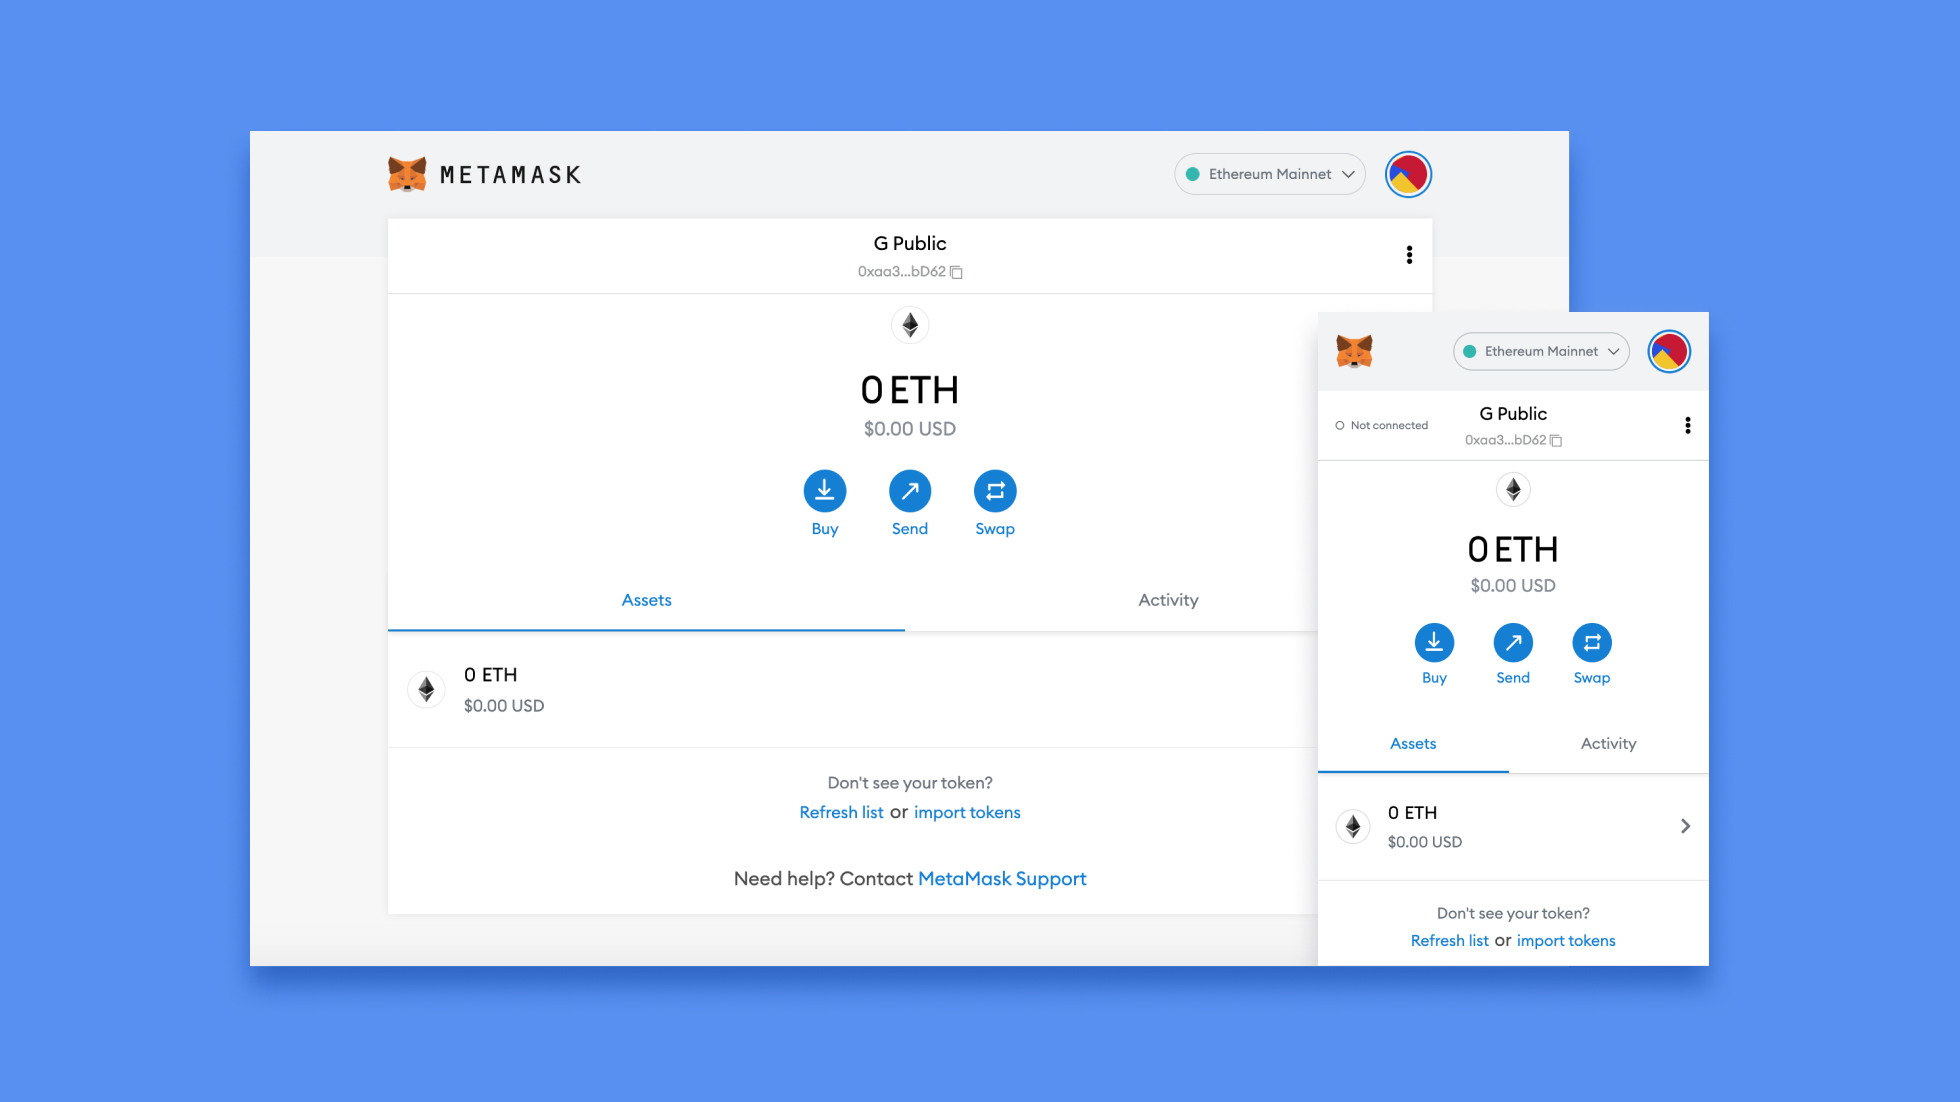 METAMASK
Ethereum Mainnet
G Public
0xaa3...bD62
0 ETH
$0.00 USD
Buy Send Swap
Assets Activity
0 ETH
$0.00 USD
Don't see your token?
Refresh list or import tokens
Need help? Contact MetaMask Support
Ethereum Mainnet
Not connected
G Public
0xaa3...bD62
0 ETH
$0.00 USD
Buy Send Swap
Assets Activity
0 ETH
$0.00 USD
Don't see your token?
Refresh list or import tokens